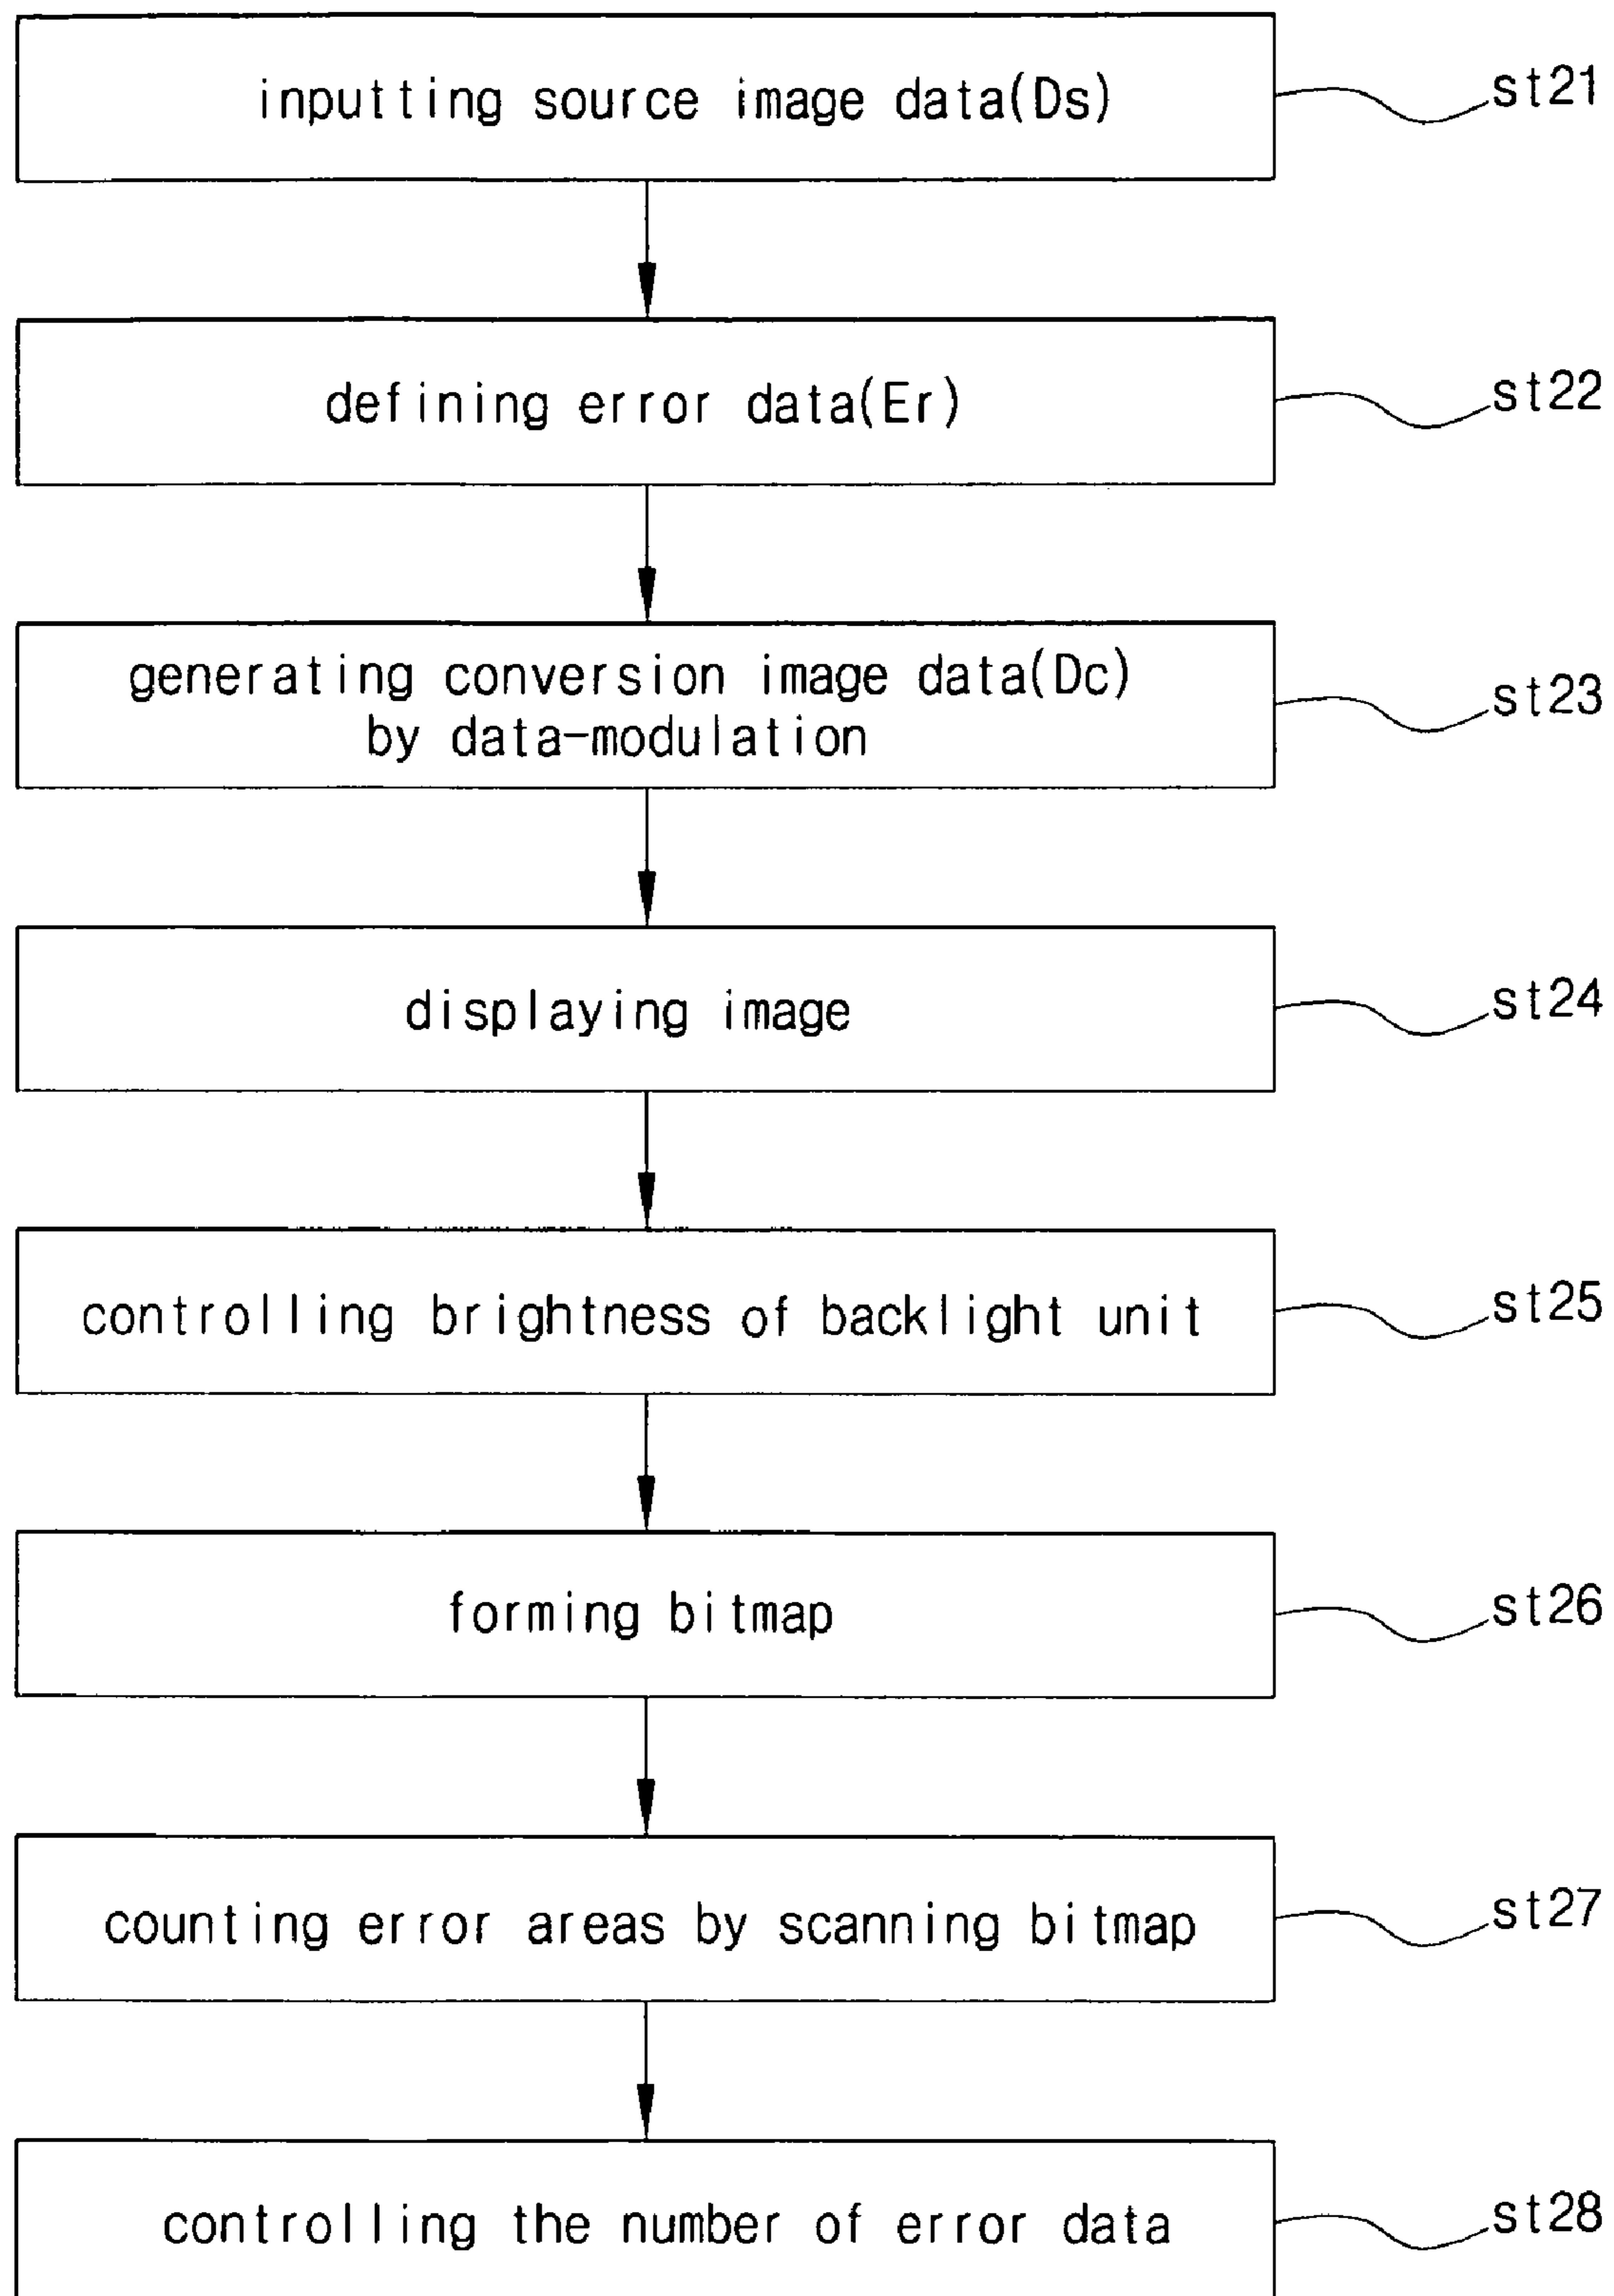 inputting source image data(Ds)
st21
defining error data(Er)
st22
generating conversion image data(Dc)
by data-modulation
st23
displaying image
st24
controlling brightness of backlight unit
st25
forming bitmap
st26
counting error areas by scanning bitmap
st27
controlling the number of error data
st28